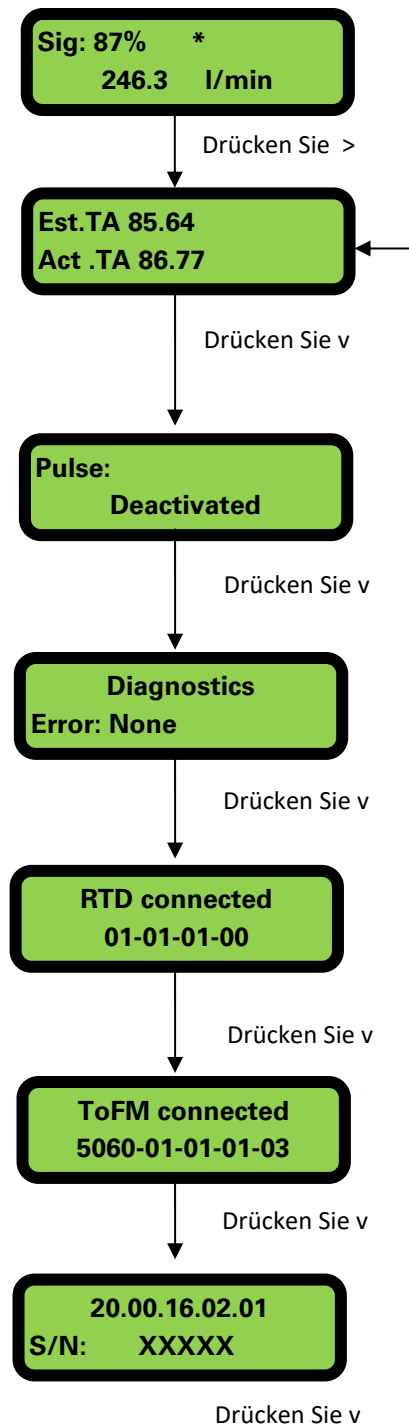 Sig: 87% *
246.3 l/min
Drücken Sie >
Est.TA 85.64
Act .TA 86.77
Drücken Sie v
Pulse:
Deactivated
Drücken Sie v
Diagnostics
Error: None
Drücken Sie v
RTD connected
01-01-01-00
Drücken Sie v
ToFM connected
5060-01-01-01-03
Drücken Sie v
20.00.16.02.01
S/N: XXXXX
Drücken Sie v